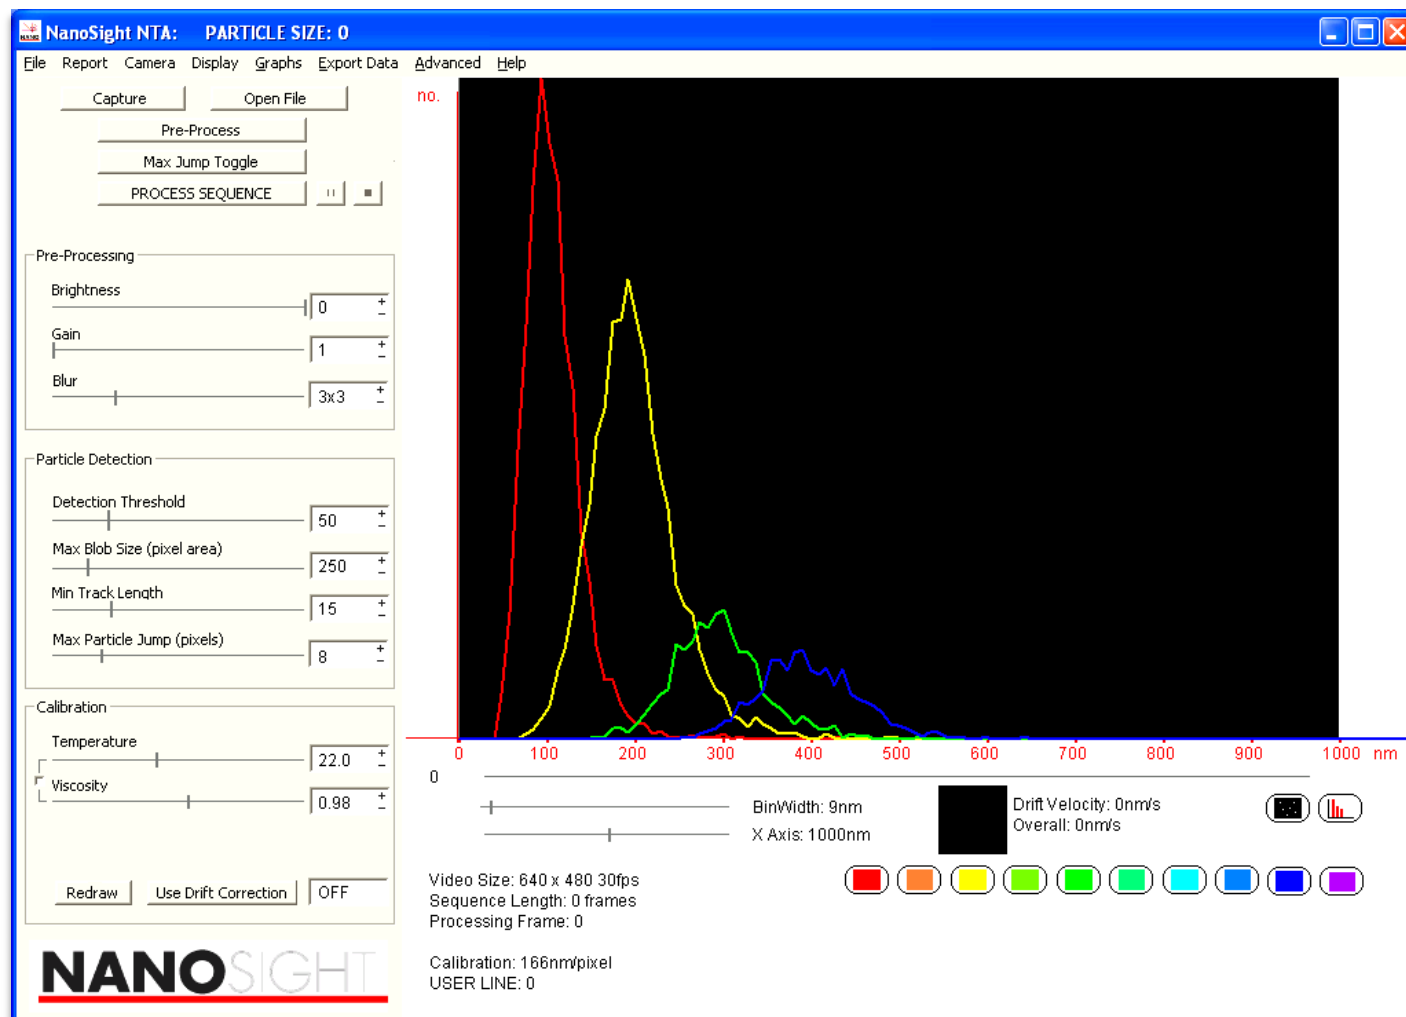 NanoSight NTA: PARTICLE SIZE: 0
File Report Camera Display Graphs Export Data Advanced Help
Capture Open File
Pre-Process
Max Jump Toggle
PROCESS SEQUENCE
Pre-Processing
Brightness
0
Gain
1
Blur
3x3
Particle Detection
Detection Threshold
50
Max Blob Size (pixel area)
250
Min Track Length
15
Max Particle Jump (pixels)
8
Calibration
Temperature
22.0
Viscosity
0.98
Redraw Use Drift Correction OFF
NANOSIGHT
no.
0 100 200 300 400 500 600 700 800 900 1000 nm
0
BinWidth: 9nm
X Axis: 1000nm
Drift Velocity: 0nm/s
Overall: 0nm/s
Video Size: 640 x 480 30fps
Sequence Length: 0 frames
Processing Frame: 0
Calibration: 166nm/pixel
USER LINE: 0